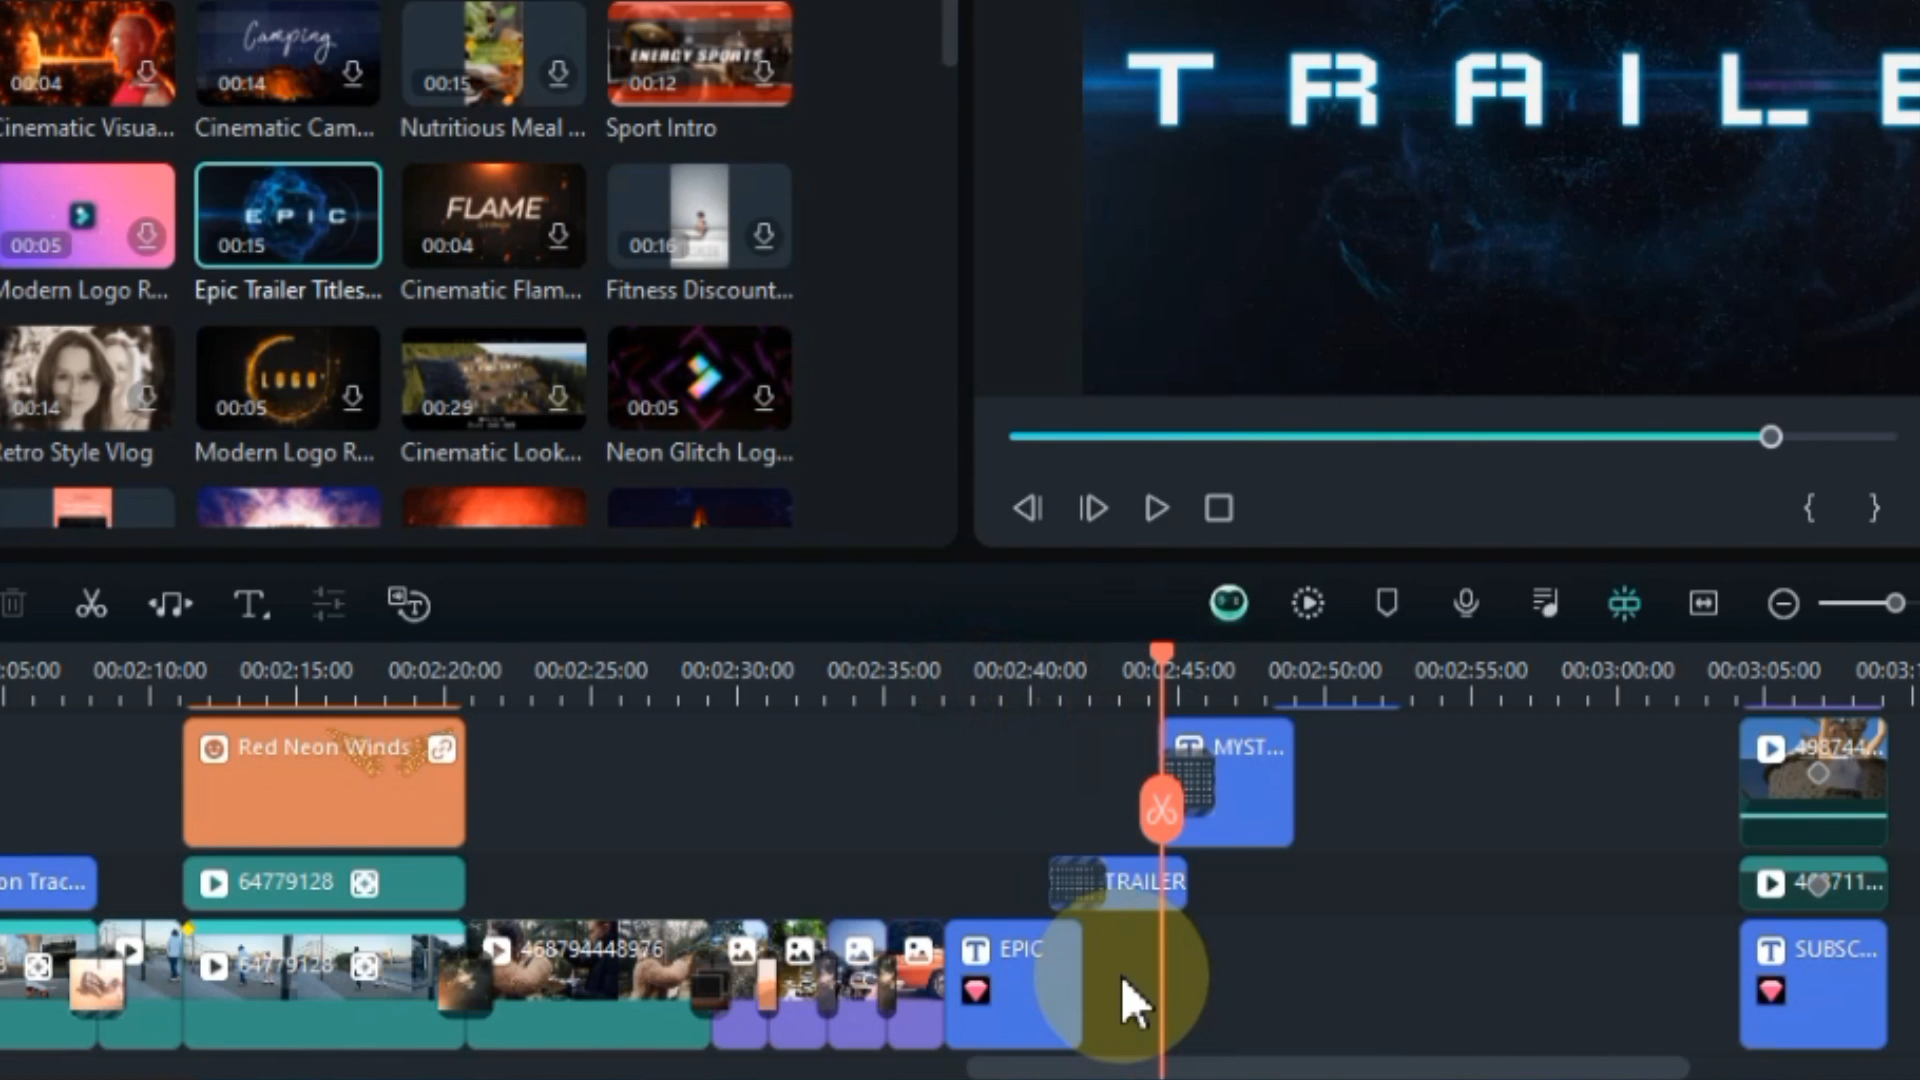 Camping
ENERGY SPORTS
00:04
00:14
00:15
00:12
Cinematic Visua...
Cinematic Cam...
Nutritious Meal ...
Sport Intro
TRAILE
EPIC
FLAME
00:05
00:15
00:04
00:16
Modern Logo R...
Epic Trailer Titles...
Cinematic Flam...
Fitness Discount...
LOGO
00:14
00:05
00:29
00:05
Retro Style Vlog
Modern Logo R...
Cinematic Look...
Neon Glitch Log...
{ }
:05:00 00:02:10:00 00:02:15:00 00:02:20:00 00:02:25:00 00:02:30:00 00:02:35:00 00:02:40:00 00:02:45:00 00:02:50:00 00:02:55:00 00:03:00:00 00:03:05:00 00:03:1
Red Neon Winds
MYST...
498744...
on Trac...
64779128
TRAILER
468711...
64779128
468794448976
EPIC
SUBSC...